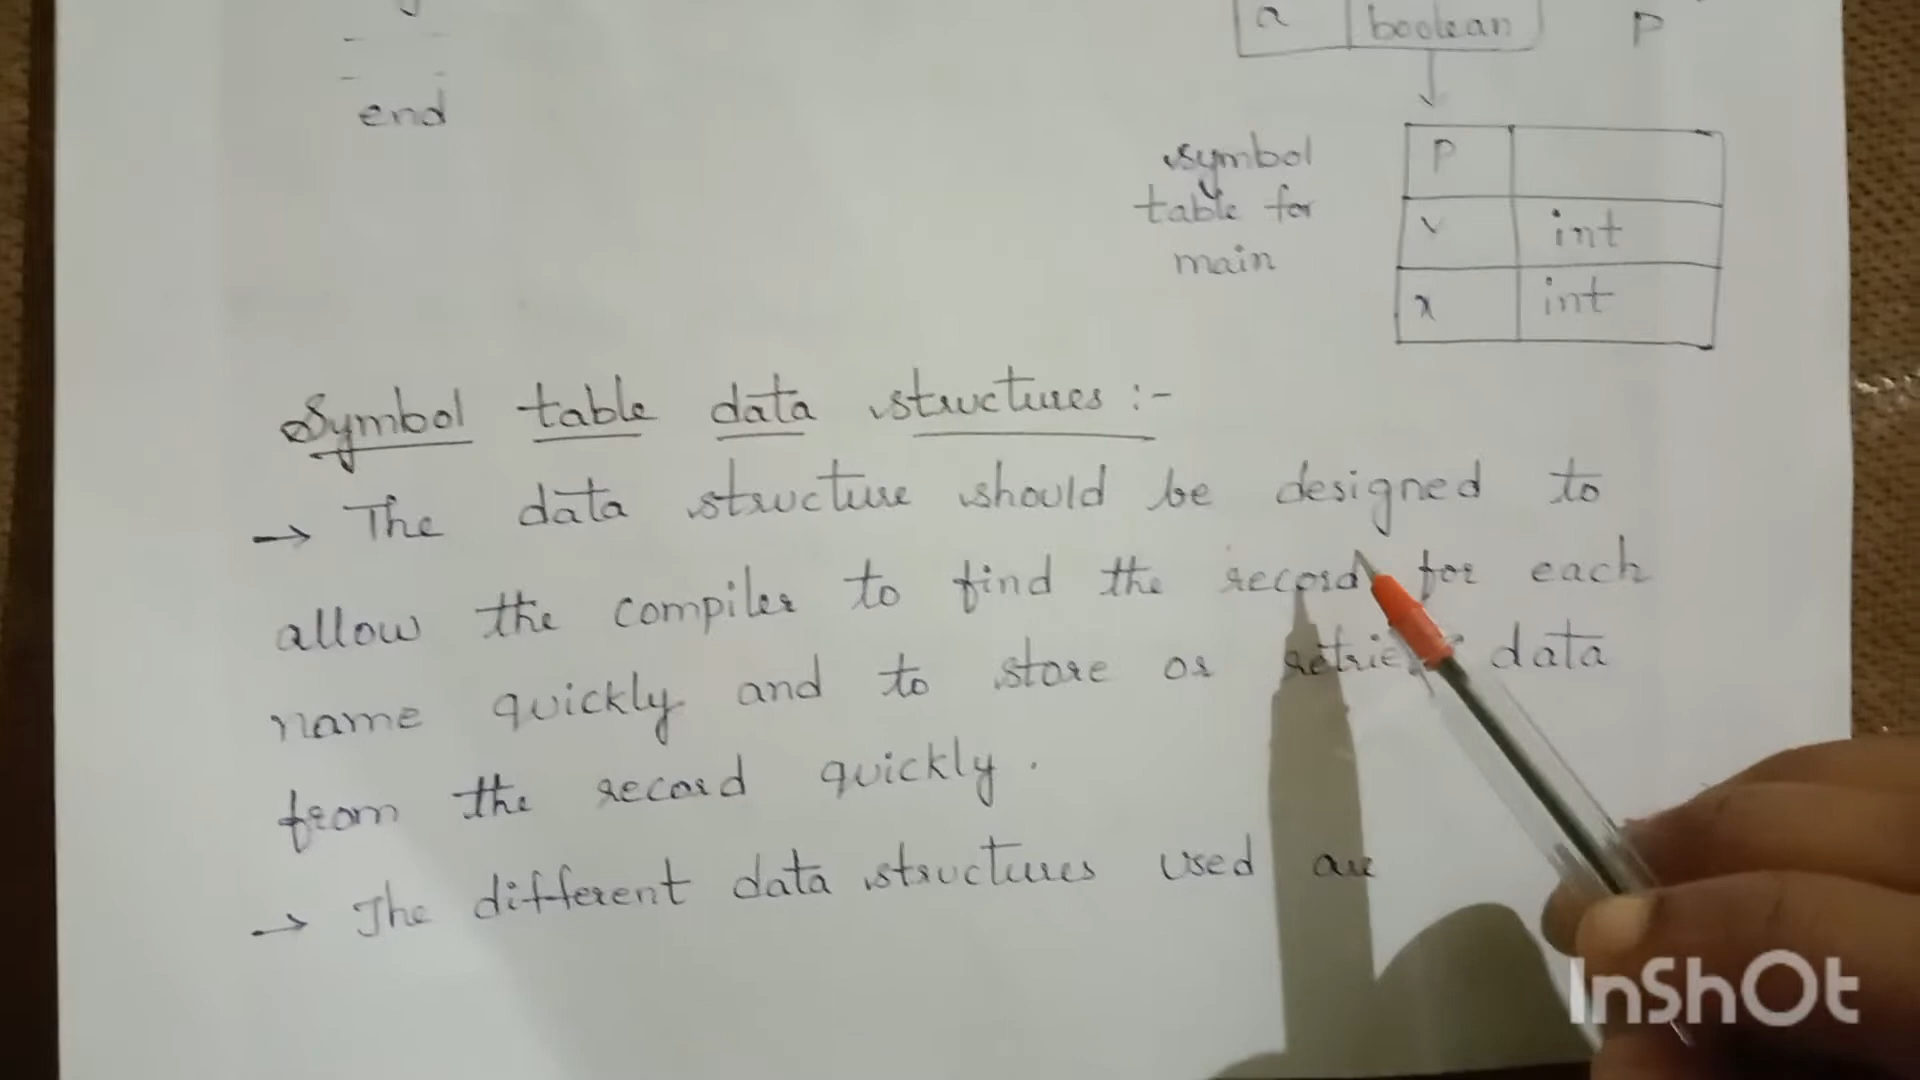 a boolean P
end
symbol P
table for v int
main
x int
Symbol table data structures :-
→ The data structure should be designed to
allow the compiler to find the record for each
name quickly and to store or data
from the record quickly.
→ The different data structures used are
InShOt